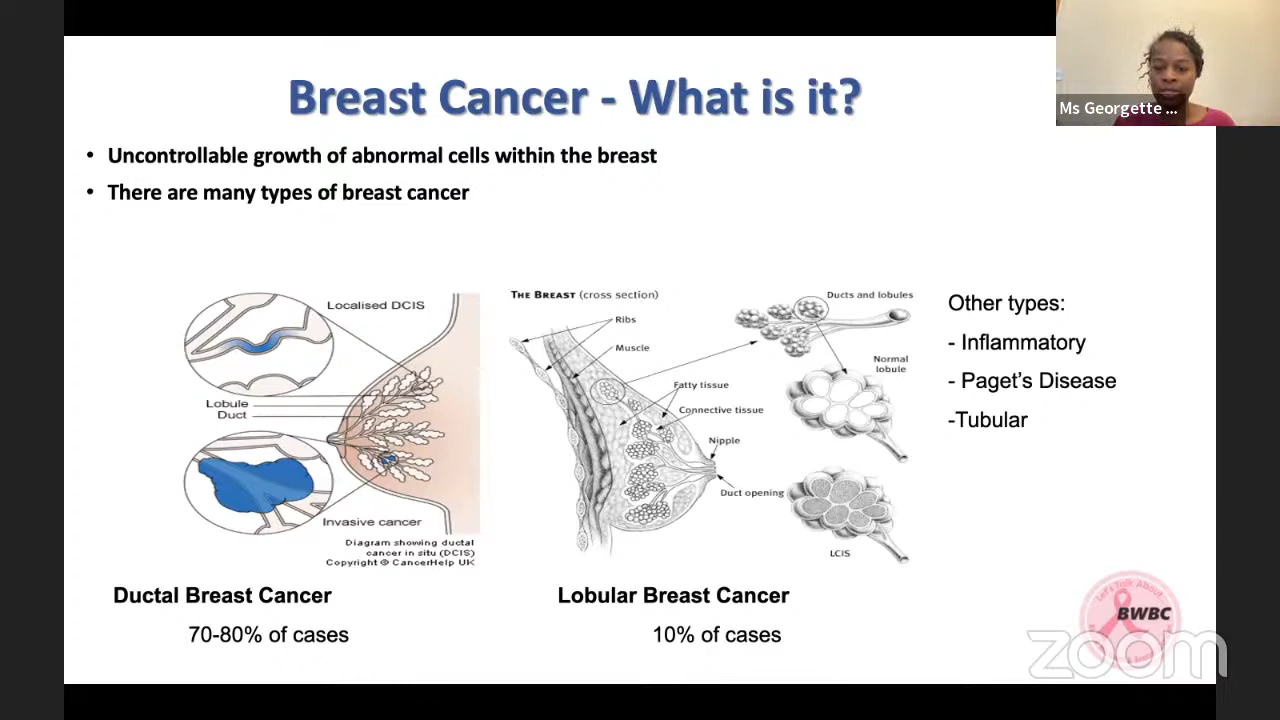 Breast Cancer - What is it?
Ms Georgette ...
• Uncontrollable growth of abnormal cells within the breast
• There are many types of breast cancer
Localised DCIS
Lobule
Duct
Invasive cancer
Diagram showing ductal
cancer in situ (DCIS)
Copyright © CancerHelp UK
THE BREAST (cross section)
Ribs
Muscle
Fatty tissue
Connective tissue
Nipple
Duct opening
Ducts and lobules
Normal
lobule
LCIS
Other types:
- Inflammatory
- Paget’s Disease
-Tubular
Ductal Breast Cancer
70-80% of cases
Lobular Breast Cancer
10% of cases
Let's Talk About
BWBC
zoom